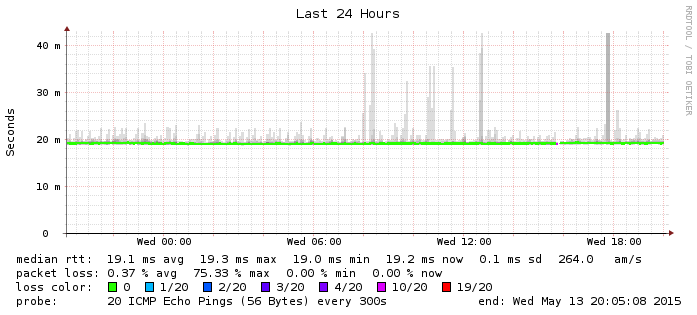 Last 24 Hours
RRDTOOL / TOBI OETIKER
Seconds
40 m
30 m
20 m
10 m
0
Wed 00:00 Wed 06:00 Wed 12:00 Wed 18:00
median rtt: 19.1 ms avg 19.3 ms max 19.0 ms min 19.2 ms now 0.1 ms sd 264.0 am/s
packet loss: 0.37 % avg 75.33 % max 0.00 % min 0.00 % now
loss color: 0 1/20 2/20 3/20 4/20 10/20 19/20
probe: 20 ICMP Echo Pings (56 Bytes) every 300s end: Wed May 13 20:05:08 2015